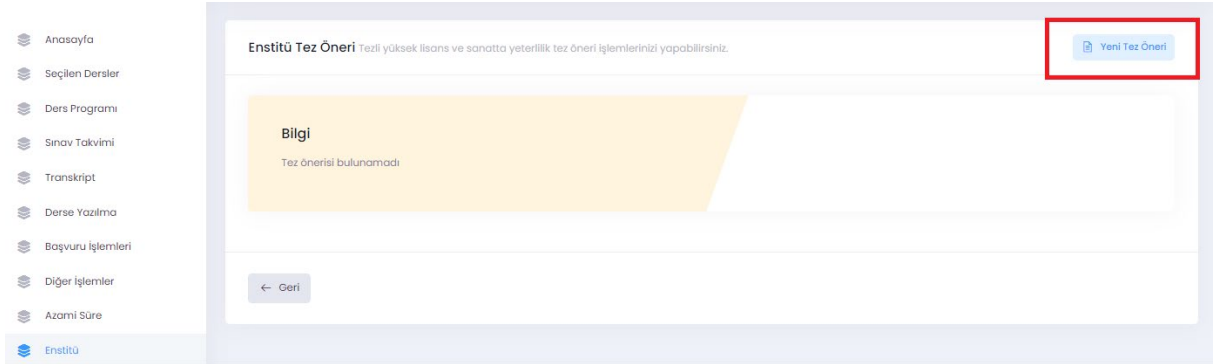 Anasayfa
Seçilen Dersler
Ders Programı
Sınav Takvimi
Transkript
Derse Yazılma
Başvuru İşlemleri
Diğer İşlemler
Azami Süre
Enstitü
Enstitü Tez Öneri Tezli yüksek lisans ve sanatta yeterlilik tez öneri işlemlerinizi yapabilirsiniz.
Yeni Tez Öneri
Bilgi
Tez önerisi bulunamadı
← Geri